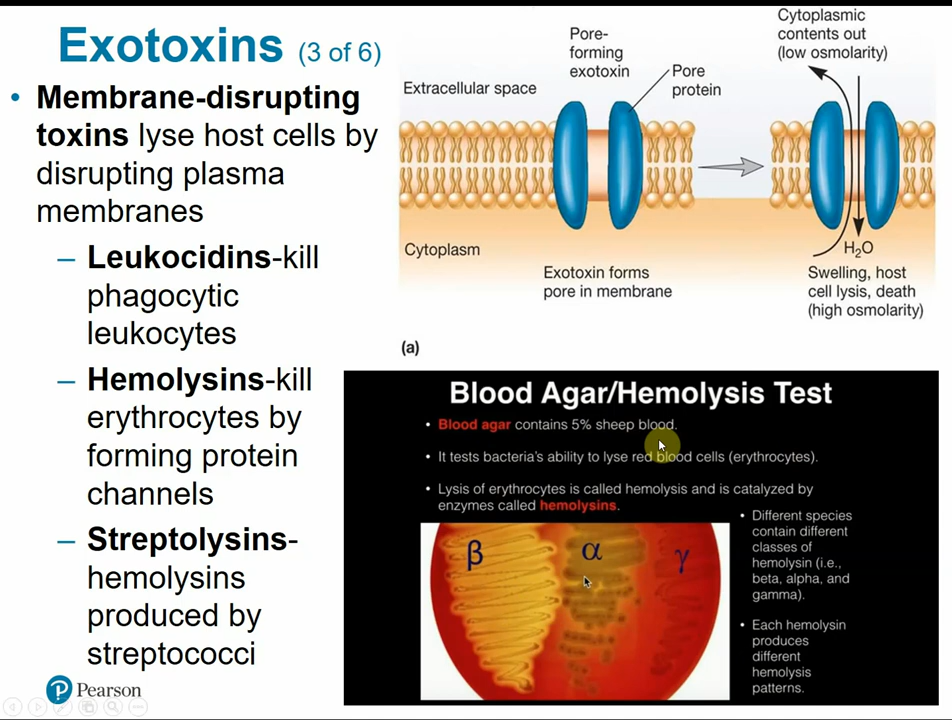 Exotoxins (3 of 6)
• Membrane-disrupting
toxins lyse host cells by
disrupting plasma
membranes
– Leukocidins-kill
phagocytic
leukocytes
– Hemolysins-kill
erythrocytes by
forming protein
channels
– Streptolysins-
hemolysins
produced by
streptococci
Pearson
Extracellular space
Pore-
forming
exotoxin
Pore
protein
Cytoplasmic
contents out
(low osmolarity)
Cytoplasm
Exotoxin forms
pore in membrane
H₂O
Swelling, host
cell lysis, death
(high osmolarity)
(a)
Blood Agar/Hemolysis Test
• Blood agar contains 5% sheep blood.
• It tests bacteria's ability to lyse red blood cells (erythrocytes).
• Lysis of erythrocytes is called hemolysis and is catalyzed by
enzymes called hemolysins.
β
α
γ
• Different species
contain different
classes of
hemolysin (i.e.,
beta, alpha, and
gamma).
• Each hemolysin
produces
different
hemolysis
patterns.